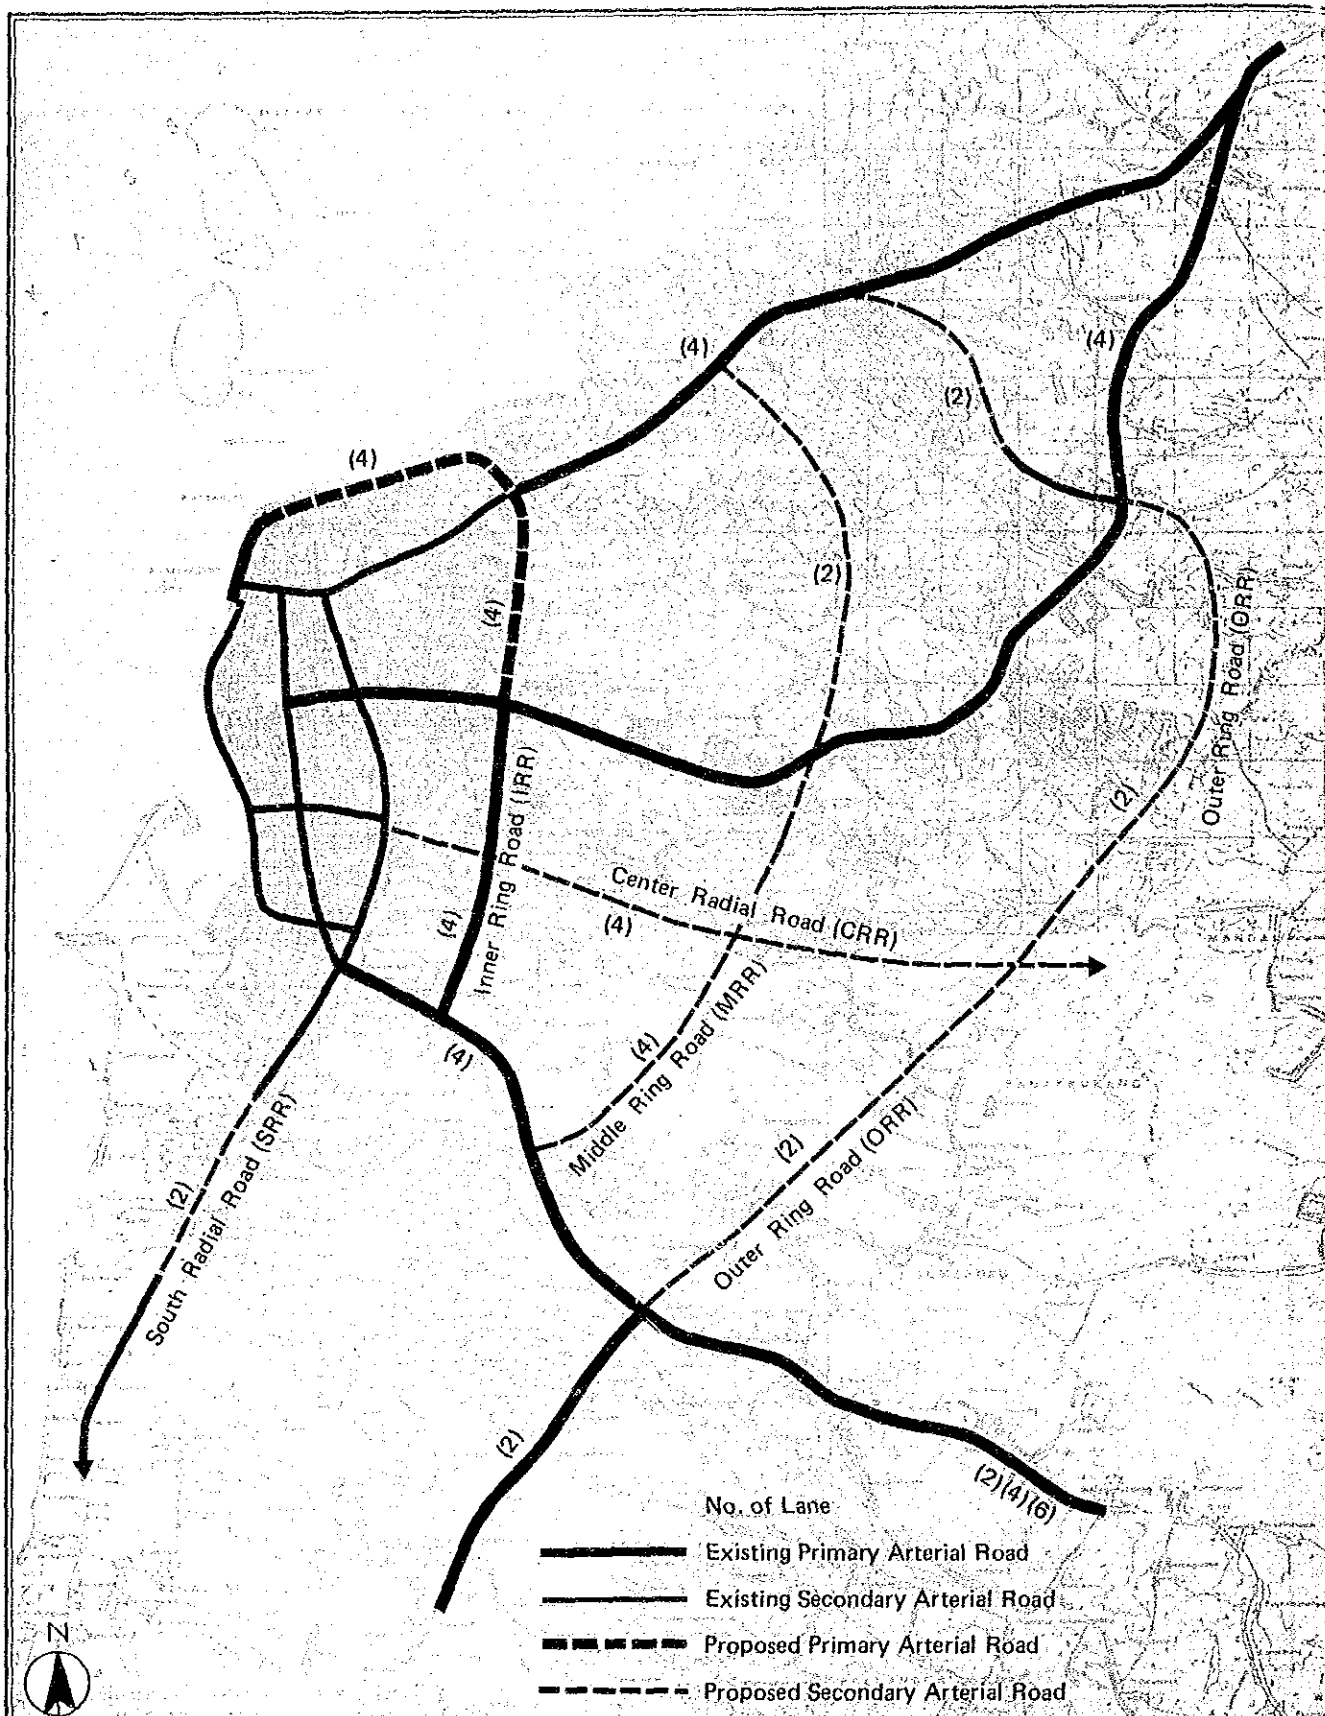 (4)
(4)
(2)
(4)
(2)
(4)
Outer Ring Road (ORR)
(2)
Inner Ring Road (IRR)
(4)
Center Radial Road (CRR)
(4)
Middle Ring Road (MRR)
(4)
(4)
Outer Ring Road (ORR)
(2)
South Radial Road (SRR)
(2)
(2)
(2)(4)(6)
No. of Lane
Existing Primary Arterial Road
Existing Secondary Arterial Road
Proposed Primary Arterial Road
Proposed Secondary Arterial Road
N